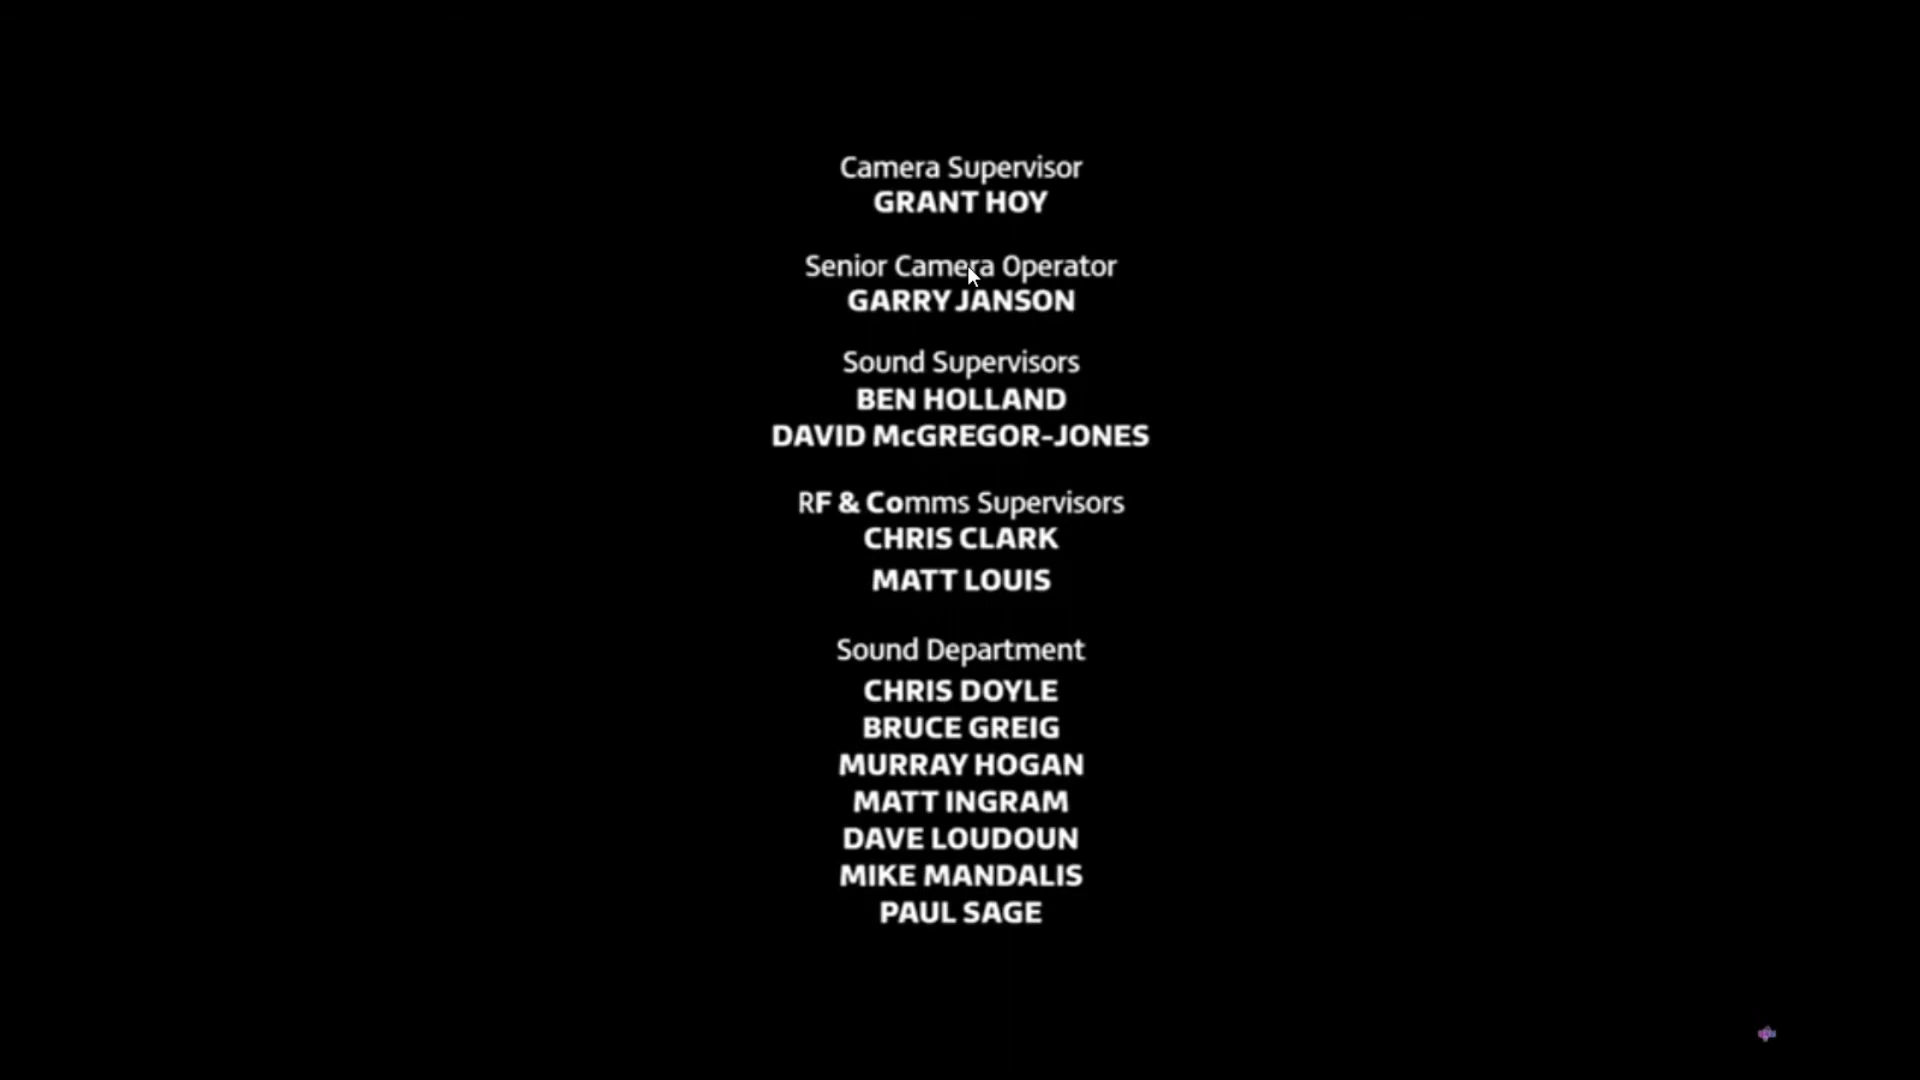 Camera Supervisor
GRANT HOY
Senior Camera Operator
GARRY JANSON
Sound Supervisors
BEN HOLLAND
DAVID McGREGOR-JONES
RF & Comms Supervisors
CHRIS CLARK
MATT LOUIS
Sound Department
CHRIS DOYLE
BRUCE GREIG
MURRAY HOGAN
MATT INGRAM
DAVE LOUDOUN
MIKE MANDALIS
PAUL SAGE